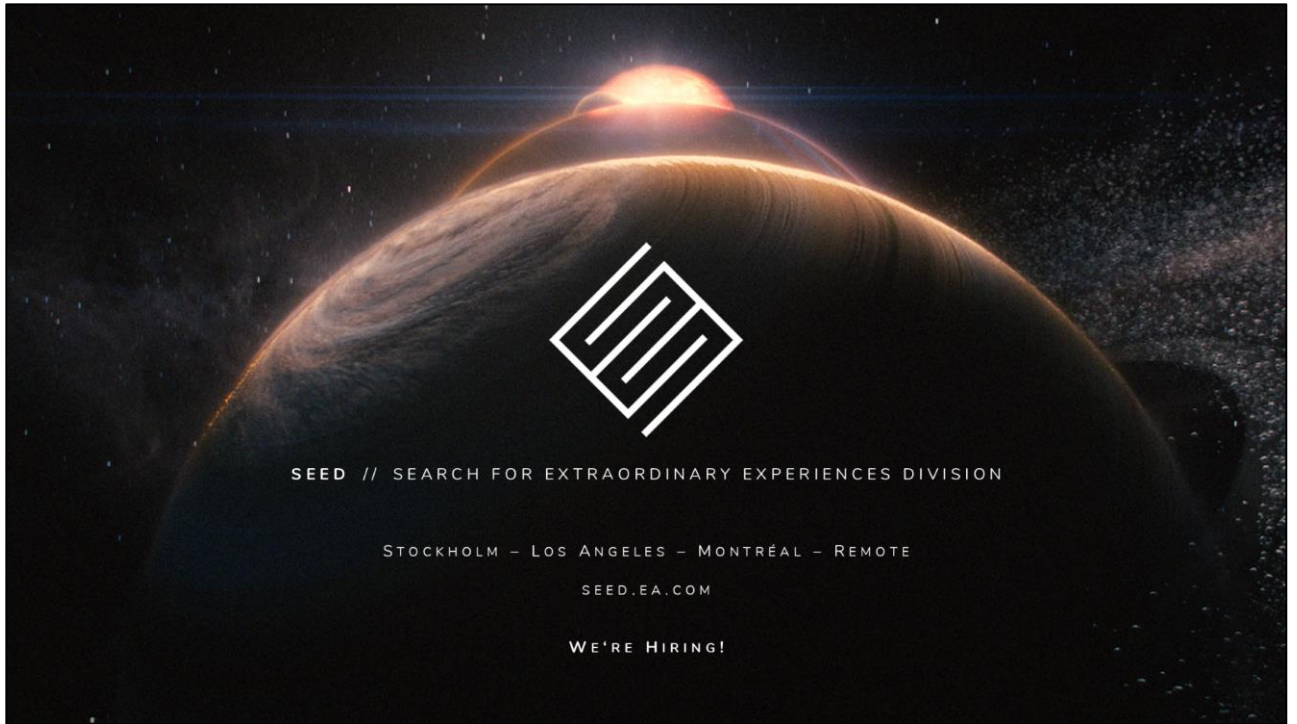 SEED // SEARCH FOR EXTRAORDINARY EXPERIENCES DIVISION
STOCKHOLM – LOS ANGELES – MONTRÉAL – REMOTE
SEED.EA.COM
WE‘RE HIRING!